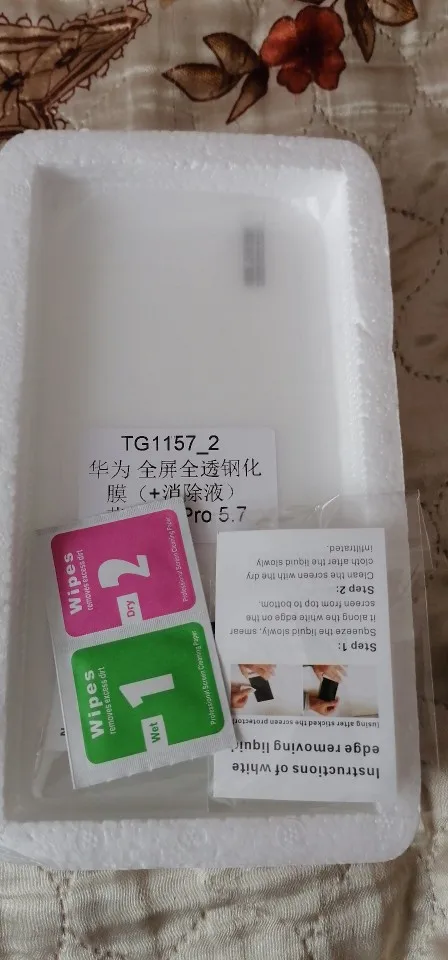 TG1157_2
华为 全屏全透钢化
膜（+消除液）
Pro 5.7
Wipes
removes excess dirt
2
Dry
Professional Screen Cleaning Paper
Wipes
removes excess dirt
1
Wet
Professional Screen Cleaning Paper
Instructions of white
edge removing liquid
(using after sticked the screen protector)
Step 1:
Squeeze the liquid slowly, smear
it along the white edge on the
screen from top to bottom.
Step 2:
Clean the screen with the dry
cloth after the liquid slowly
infiltrated